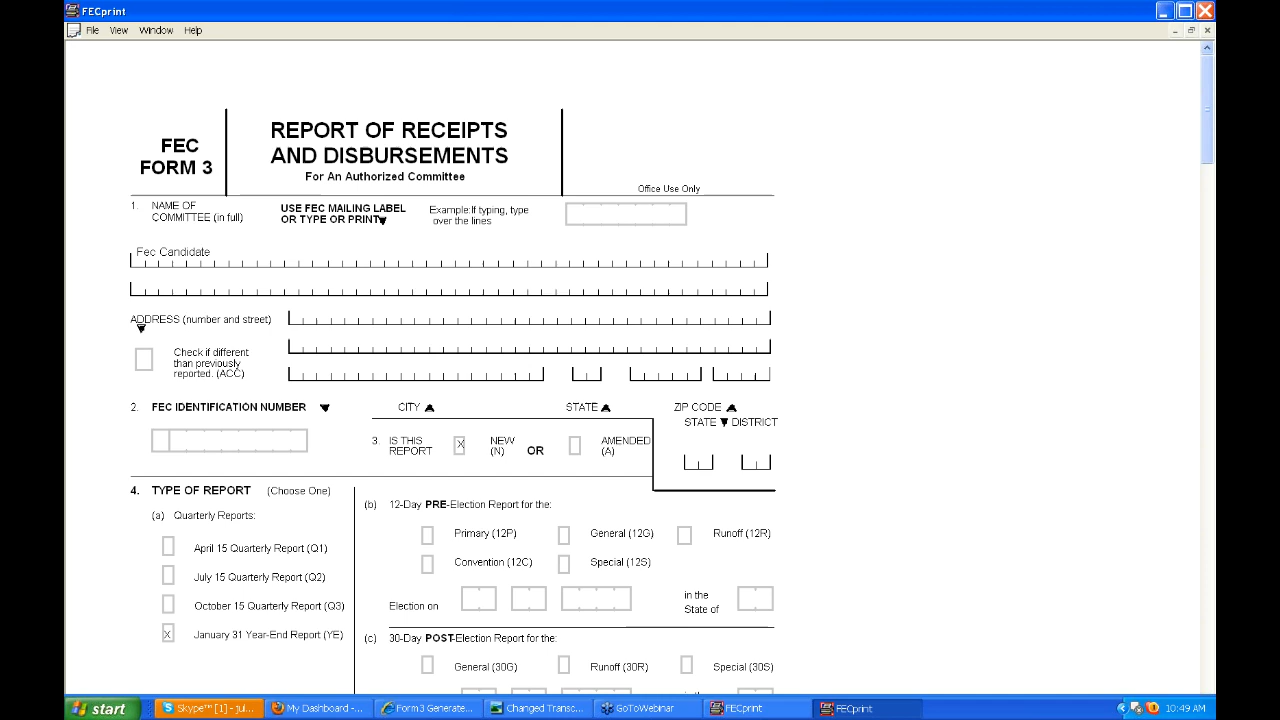 FECprint
File View Window Help
FEC
FORM 3
REPORT OF RECEIPTS
AND DISBURSEMENTS
For An Authorized Committee
Office Use Only
1. NAME OF
COMMITTEE (in full)
USE FEC MAILING LABEL
OR TYPE OR PRINT
Example:If typing, type
over the lines
Fec Candidate
ADDRESS (number and street)
Check if different
than previously
reported. (ACC)
2. FEC IDENTIFICATION NUMBER
CITY STATE ZIP CODE
STATE DISTRICT
3. IS THIS
REPORT
X NEW
(N)
OR
AMENDED
(A)
4. TYPE OF REPORT (Choose One)
(a) Quarterly Reports:
April 15 Quarterly Report (Q1)
July 15 Quarterly Report (Q2)
October 15 Quarterly Report (Q3)
X January 31 Year-End Report (YE)
(b) 12-Day PRE-Election Report for the:
Primary (12P) General (12G) Runoff (12R)
Convention (12C) Special (12S)
Election on
in the
State of
(c) 30-Day POST-Election Report for the:
General (30G) Runoff (30R) Special (30S)
start Skype™ [1] - jul... My Dashboard -... Form 3 Generate... Changed Transc... GoToWebinar FECprint FECprint 10:49 AM